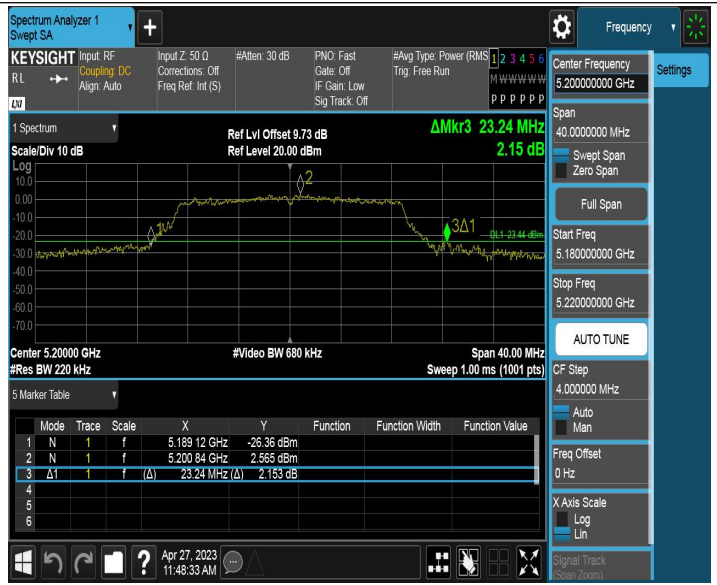 Spectrum Analyzer 1
Swept SA
Frequency
KEYSIGHT
RL
LXI
Input: RF
Coupling: DC
Align: Auto
Input Z: 50 Ω
Corrections: Off
Freq Ref: Int (S)
#Atten: 30 dB
PNO: Fast
Gate: Off
IF Gain: Low
Sig Track: Off
#Avg Type: Power (RMS
Trig: Free Run
1 2 3 4 5 6
M W W W W W
P P P P P P
1 Spectrum
Scale/Div 10 dB
Ref Lvl Offset 9.73 dB
Ref Level 20.00 dBm
ΔMkr3 23.24 MHz
2.15 dB
Log
10.0
0.00
-10.0
-20.0
-30.0
-40.0
-50.0
-60.0
-70.0
1
2
3Δ1
DL1 -23.44 dBm
Center 5.20000 GHz
#Res BW 220 kHz
#Video BW 680 kHz
Span 40.00 MHz
Sweep 1.00 ms (1001 pts)
5 Marker Table
Mode Trace Scale X Y Function Function Width Function Value
1 N 1 f 5.189 12 GHz -26.36 dBm
2 N 1 f 5.200 84 GHz 2.565 dBm
3 Δ1 1 f (Δ) 23.24 MHz (Δ) 2.153 dB
4
5
6
Apr 27, 2023
11:48:33 AM
Center Frequency
5.200000000 GHz
Span
40.0000000 MHz
Swept Span
Zero Span
Full Span
Start Freq
5.180000000 GHz
Stop Freq
5.220000000 GHz
AUTO TUNE
CF Step
4.000000 MHz
Auto
Man
Freq Offset
0 Hz
X Axis Scale
Log
Lin
Signal Track
(Span Zoom)
Settings